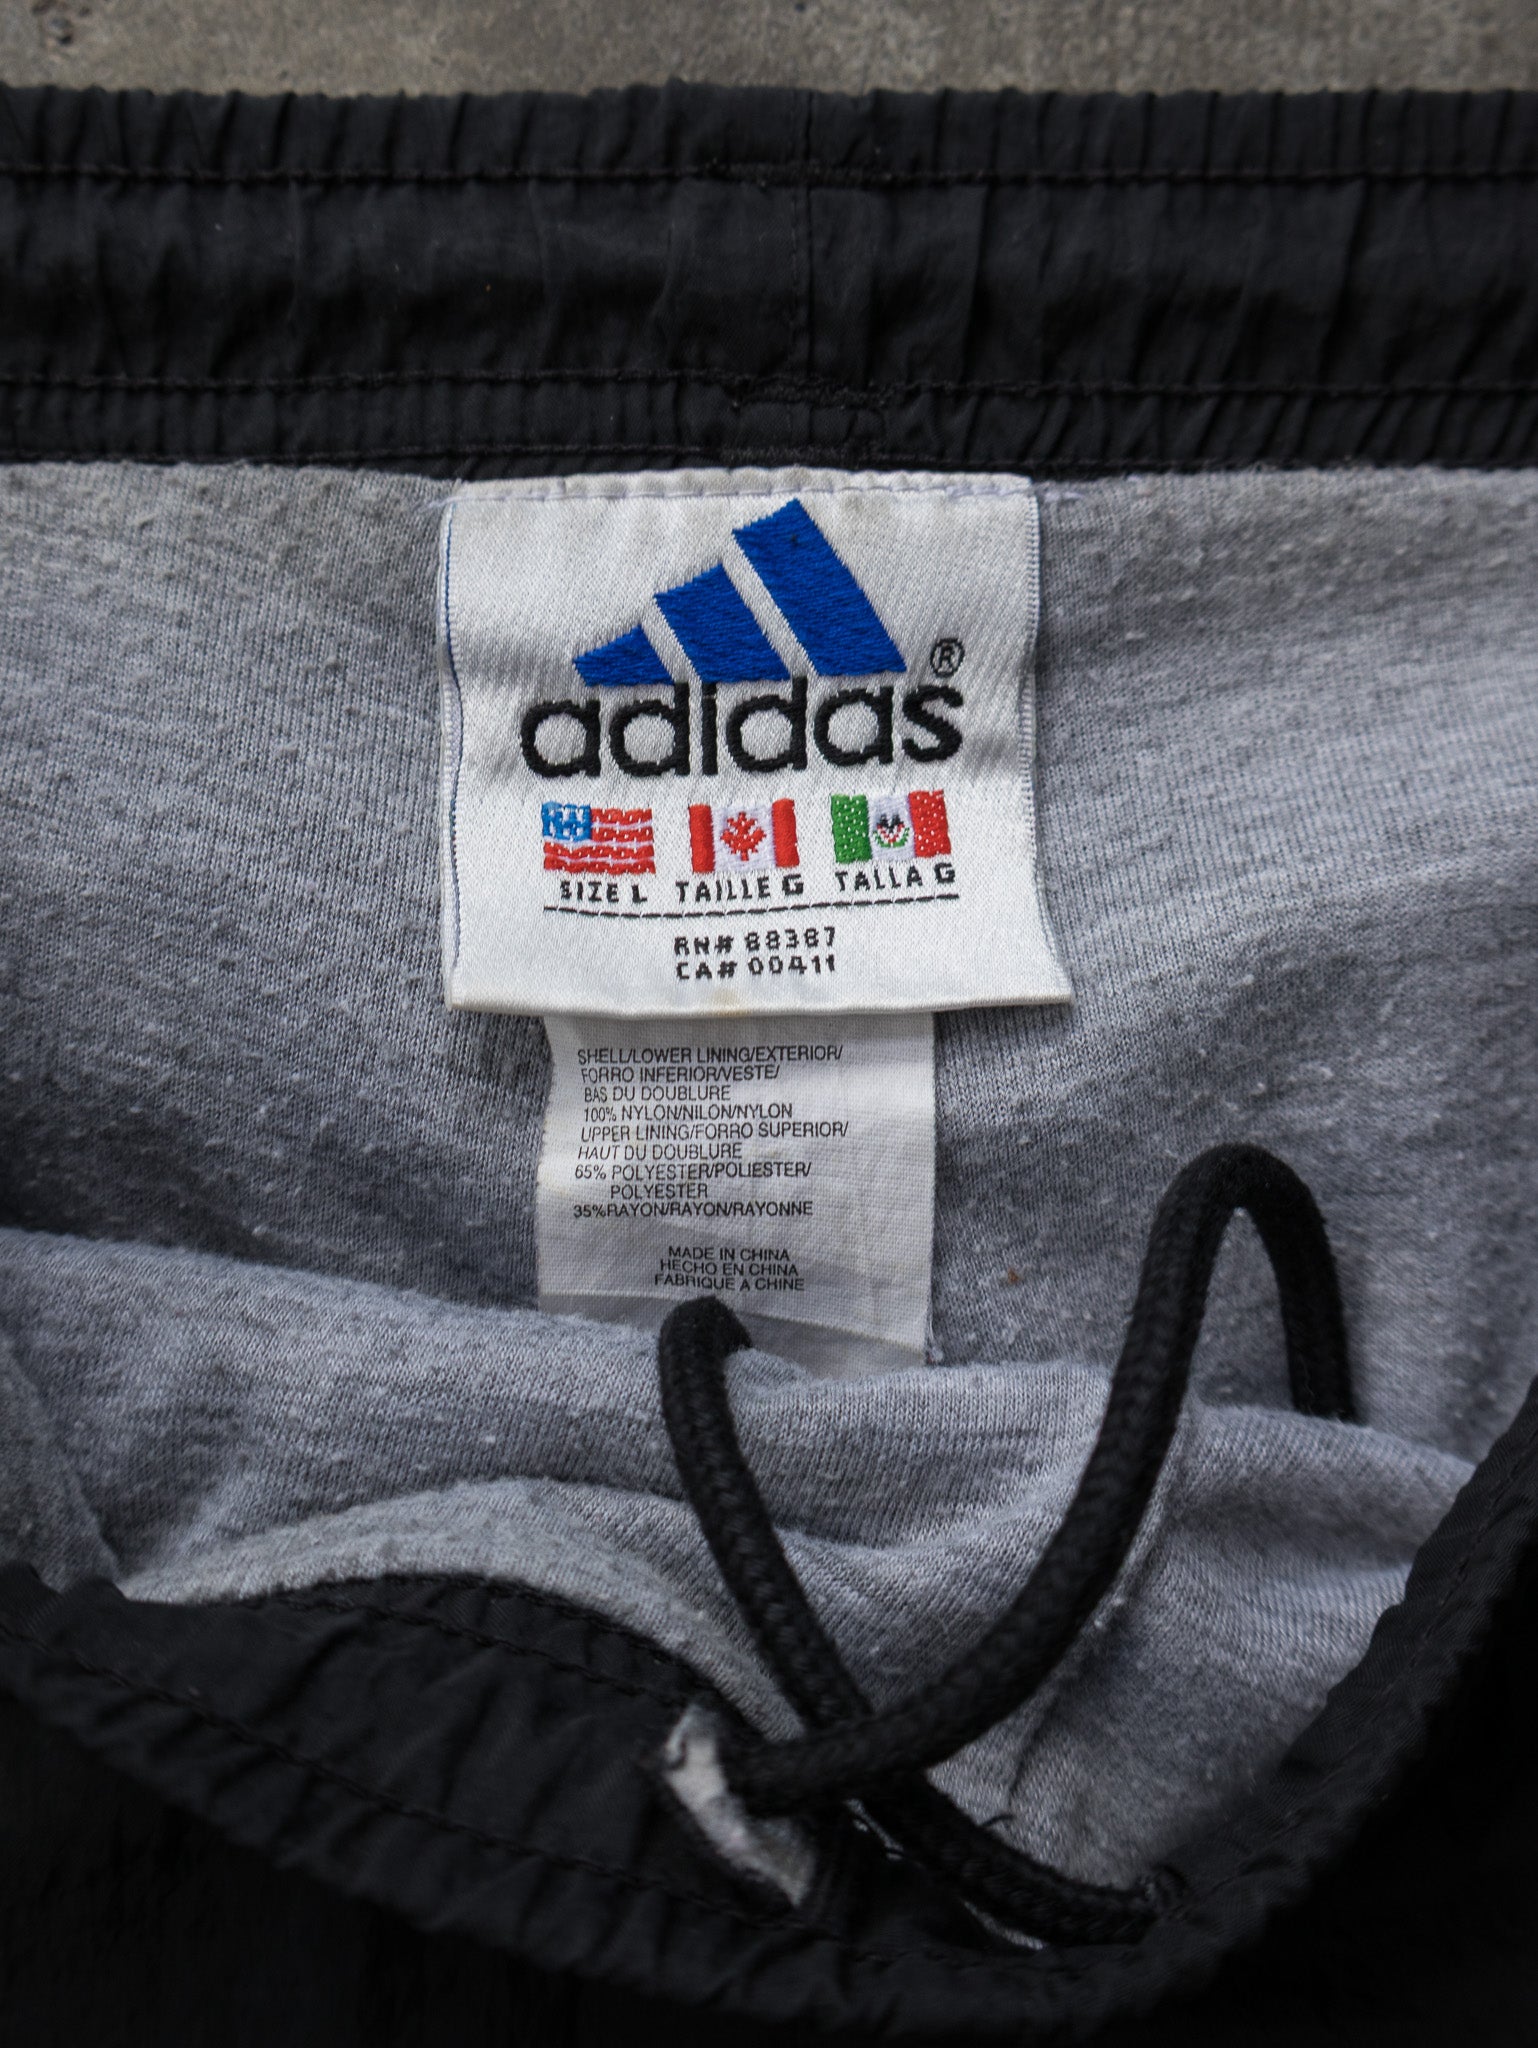 adidas®
SIZE L TAILLE G TALLA G
RN# 88387
CA# 00411
SHELL/LOWER LINING/EXTERIOR/
FORRO INFERIOR/VESTE/
BAS DU DOUBLURE
100% NYLON/NILON/NYLON
UPPER LINING/FORRO SUPERIOR/
HAUT DU DOUBLURE
65% POLYESTER/POLIESTER/
POLYESTER
35%RAYON/RAYON/RAYONNE
MADE IN CHINA
HECHO EN CHINA
FABRIQUE A CHINE